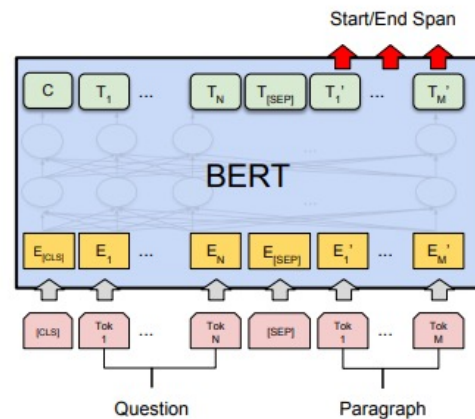 Start/End Span
C T1 ... TN T[SEP] T1' ... TM'
...
BERT
...
E[CLS] E1 ... EN E[SEP] E1' ... EM'
[CLS] Tok 1 ... Tok N [SEP] Tok 1 ... Tok M
Question Paragraph